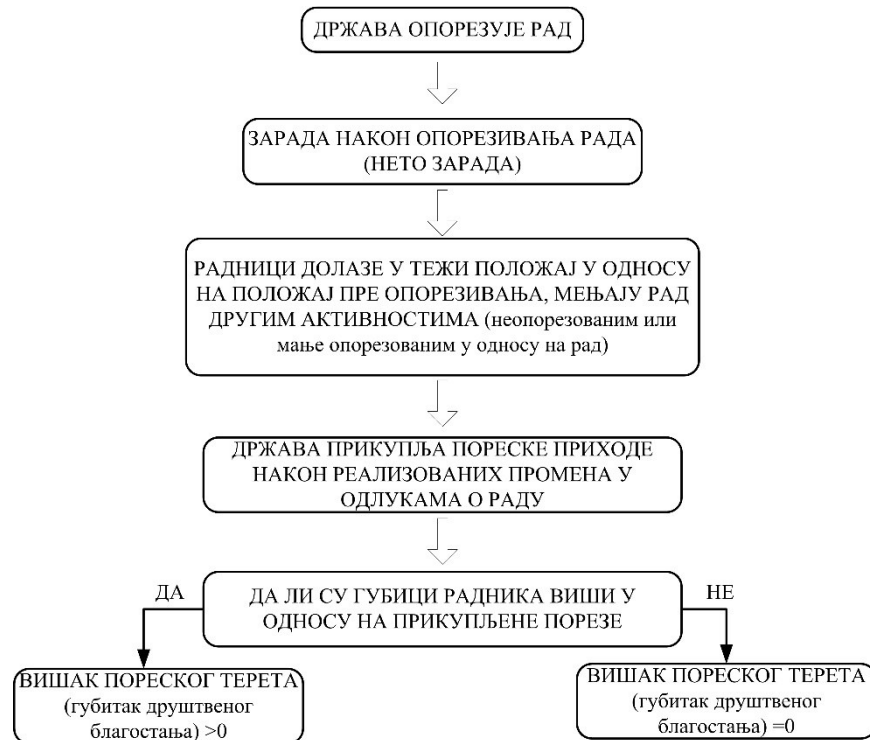 ДРЖАВА ОПОРЕЗУЈЕ РАД
ЗАРАДА НАКОН ОПОРЕЗИВАЊА РАДА
(НЕТО ЗАРАДА)
РАДНИЦИ ДОЛАЗЕ У ТЕЖИ ПОЛОЖАЈ У ОДНОСУ
НА ПОЛОЖАЈ ПРЕ ОПОРЕЗИВАЊА, МЕЊАЈУ РАД
ДРУГИМ АКТИВНОСТИМА (неопорезованим или
мање опорезованим у односу на рад)
ДРЖАВА ПРИКУПЉА ПОРЕСКЕ ПРИХОДЕ
НАКОН РЕАЛИЗОВАНИХ ПРОМЕНА У
ОДЛУКАМА О РАДУ
ДА ЛИ СУ ГУБИЦИ РАДНИКА ВИШИ У
ОДНОСУ НА ПРИКУПЉЕНЕ ПОРЕЗЕ
ДА
НЕ
ВИШАК ПОРЕСКОГ ТЕРЕТА
(губитак друштвеног
благостања) >0
ВИШАК ПОРЕСКОГ ТЕРЕТА
(губитак друштвеног
благостања) =0